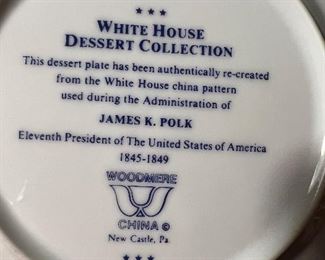 ★ ★ ★
WHITE HOUSE
DESSERT COLLECTION
This dessert plate has been authentically re-created
from the White House china pattern
used during the Administration of
JAMES K. POLK
Eleventh President of The United States of America
1845-1849
WOODMERE
CHINA ©
New Castle, Pa.
★ ★ ★